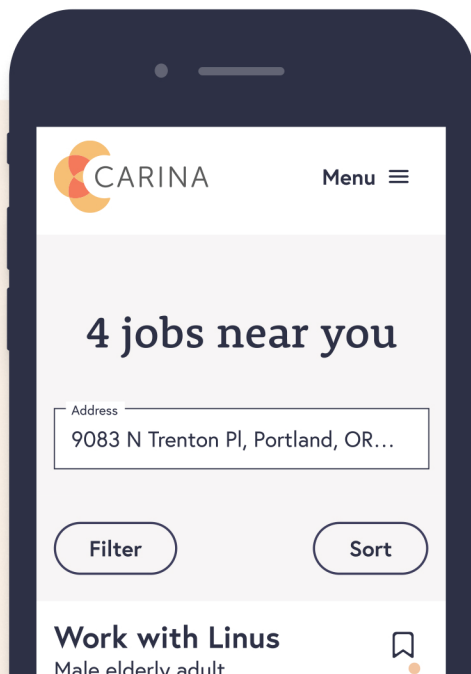 CARINA
Menu
4 jobs near you
Address
9083 N Trenton Pl, Portland, OR...
Filter
Sort
Work with Linus
Male elderly adult